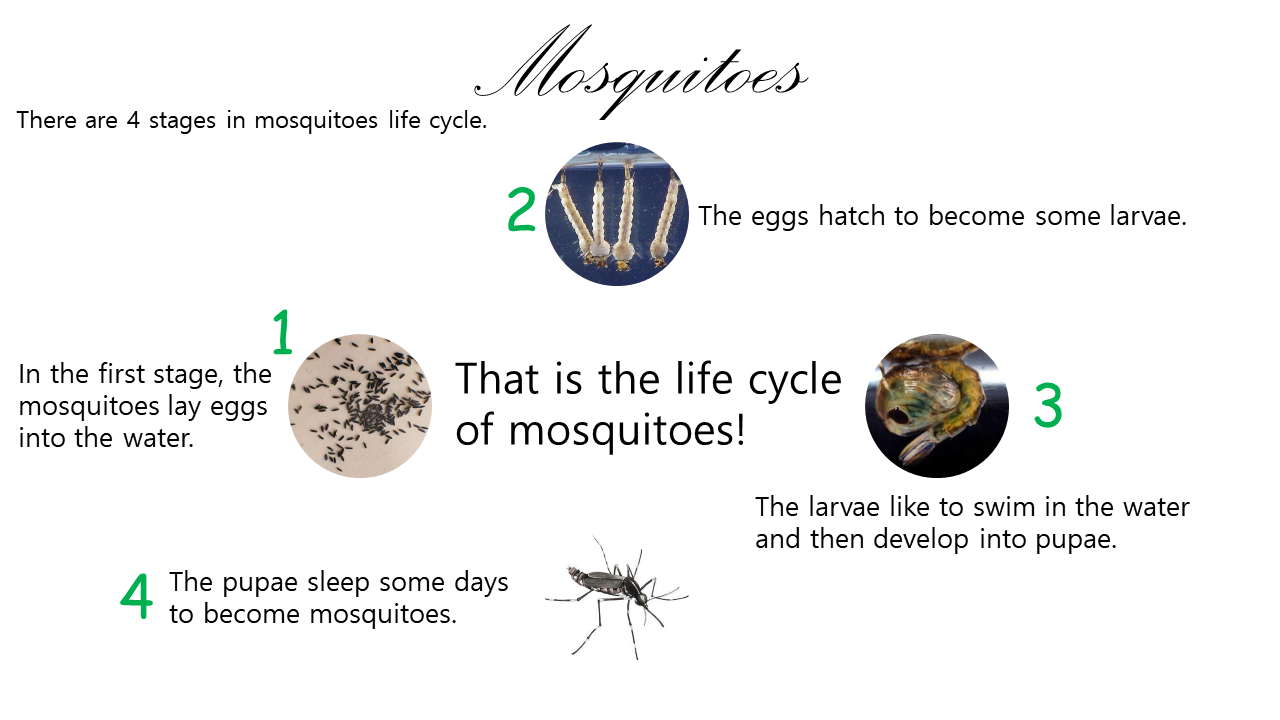 Mosquitoes
There are 4 stages in mosquitoes life cycle.
2
The eggs hatch to become some larvae.
1
In the first stage, the
mosquitoes lay eggs
into the water.
That is the life cycle
of mosquitoes!
3
The larvae like to swim in the water
and then develop into pupae.
4
The pupae sleep some days
to become mosquitoes.